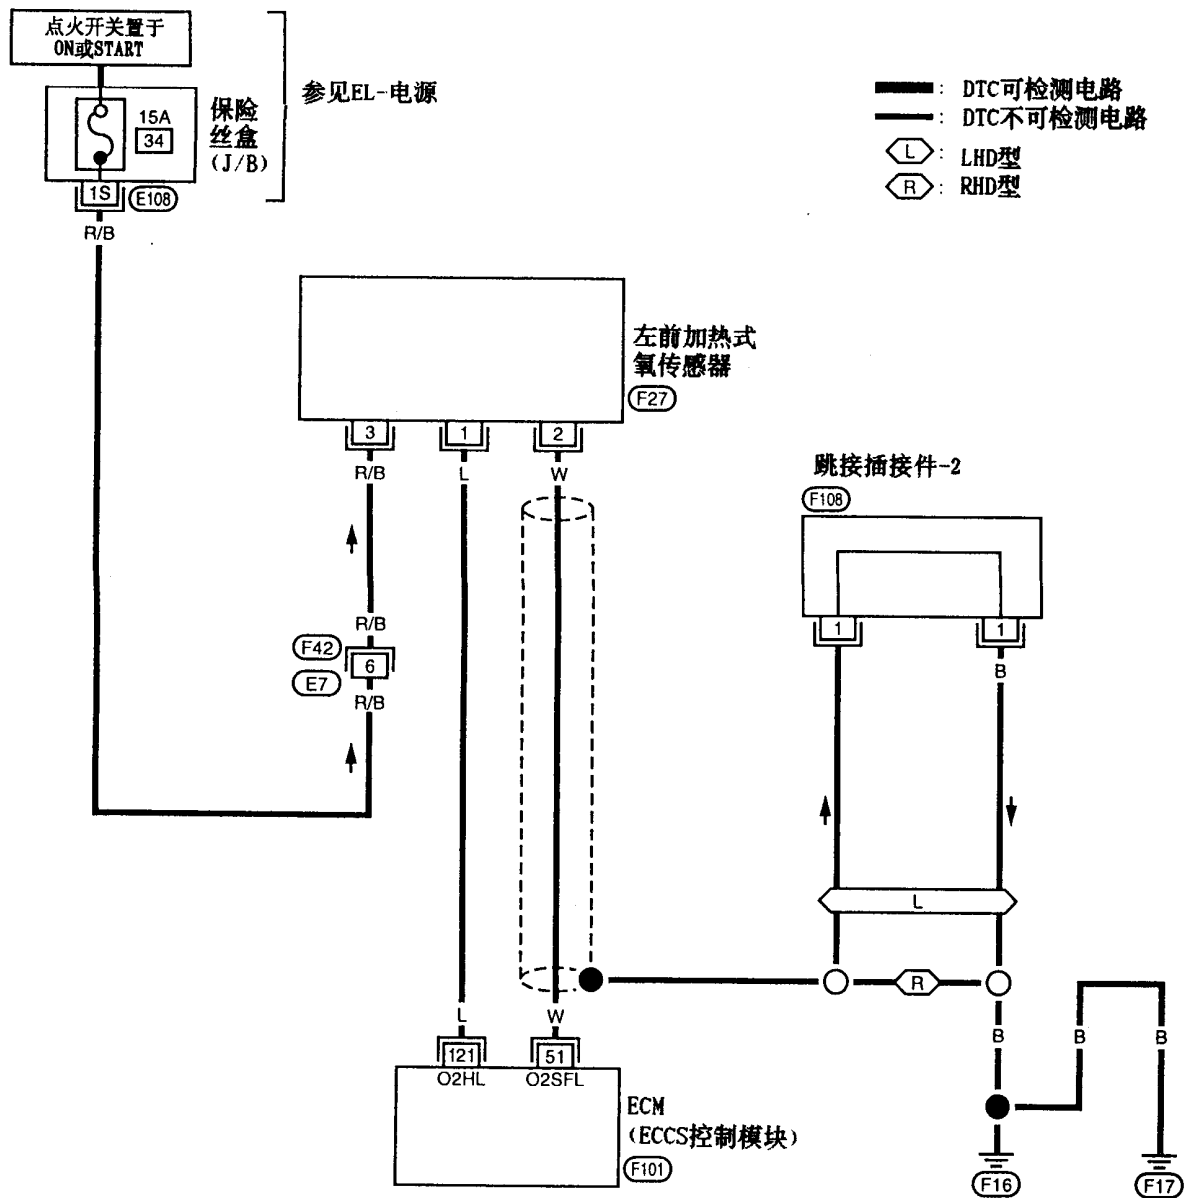 点火开关置于
ON或START
15A
34
保险
丝盒
(J/B)
1S
E108
R/B
参见EL-电源
: DTC可检测电路
: DTC不可检测电路
L : LHD型
R : RHD型
左前加热式
氧传感器
F27
3
1
2
R/B
L
W
跳接插接件-2
F108
1
1
B
R/B
F42
6
E7
R/B
L
R
L
W
B
B
B
121
51
O2HL
O2SFL
ECM
(ECCS控制模块)
F101
F16
F17